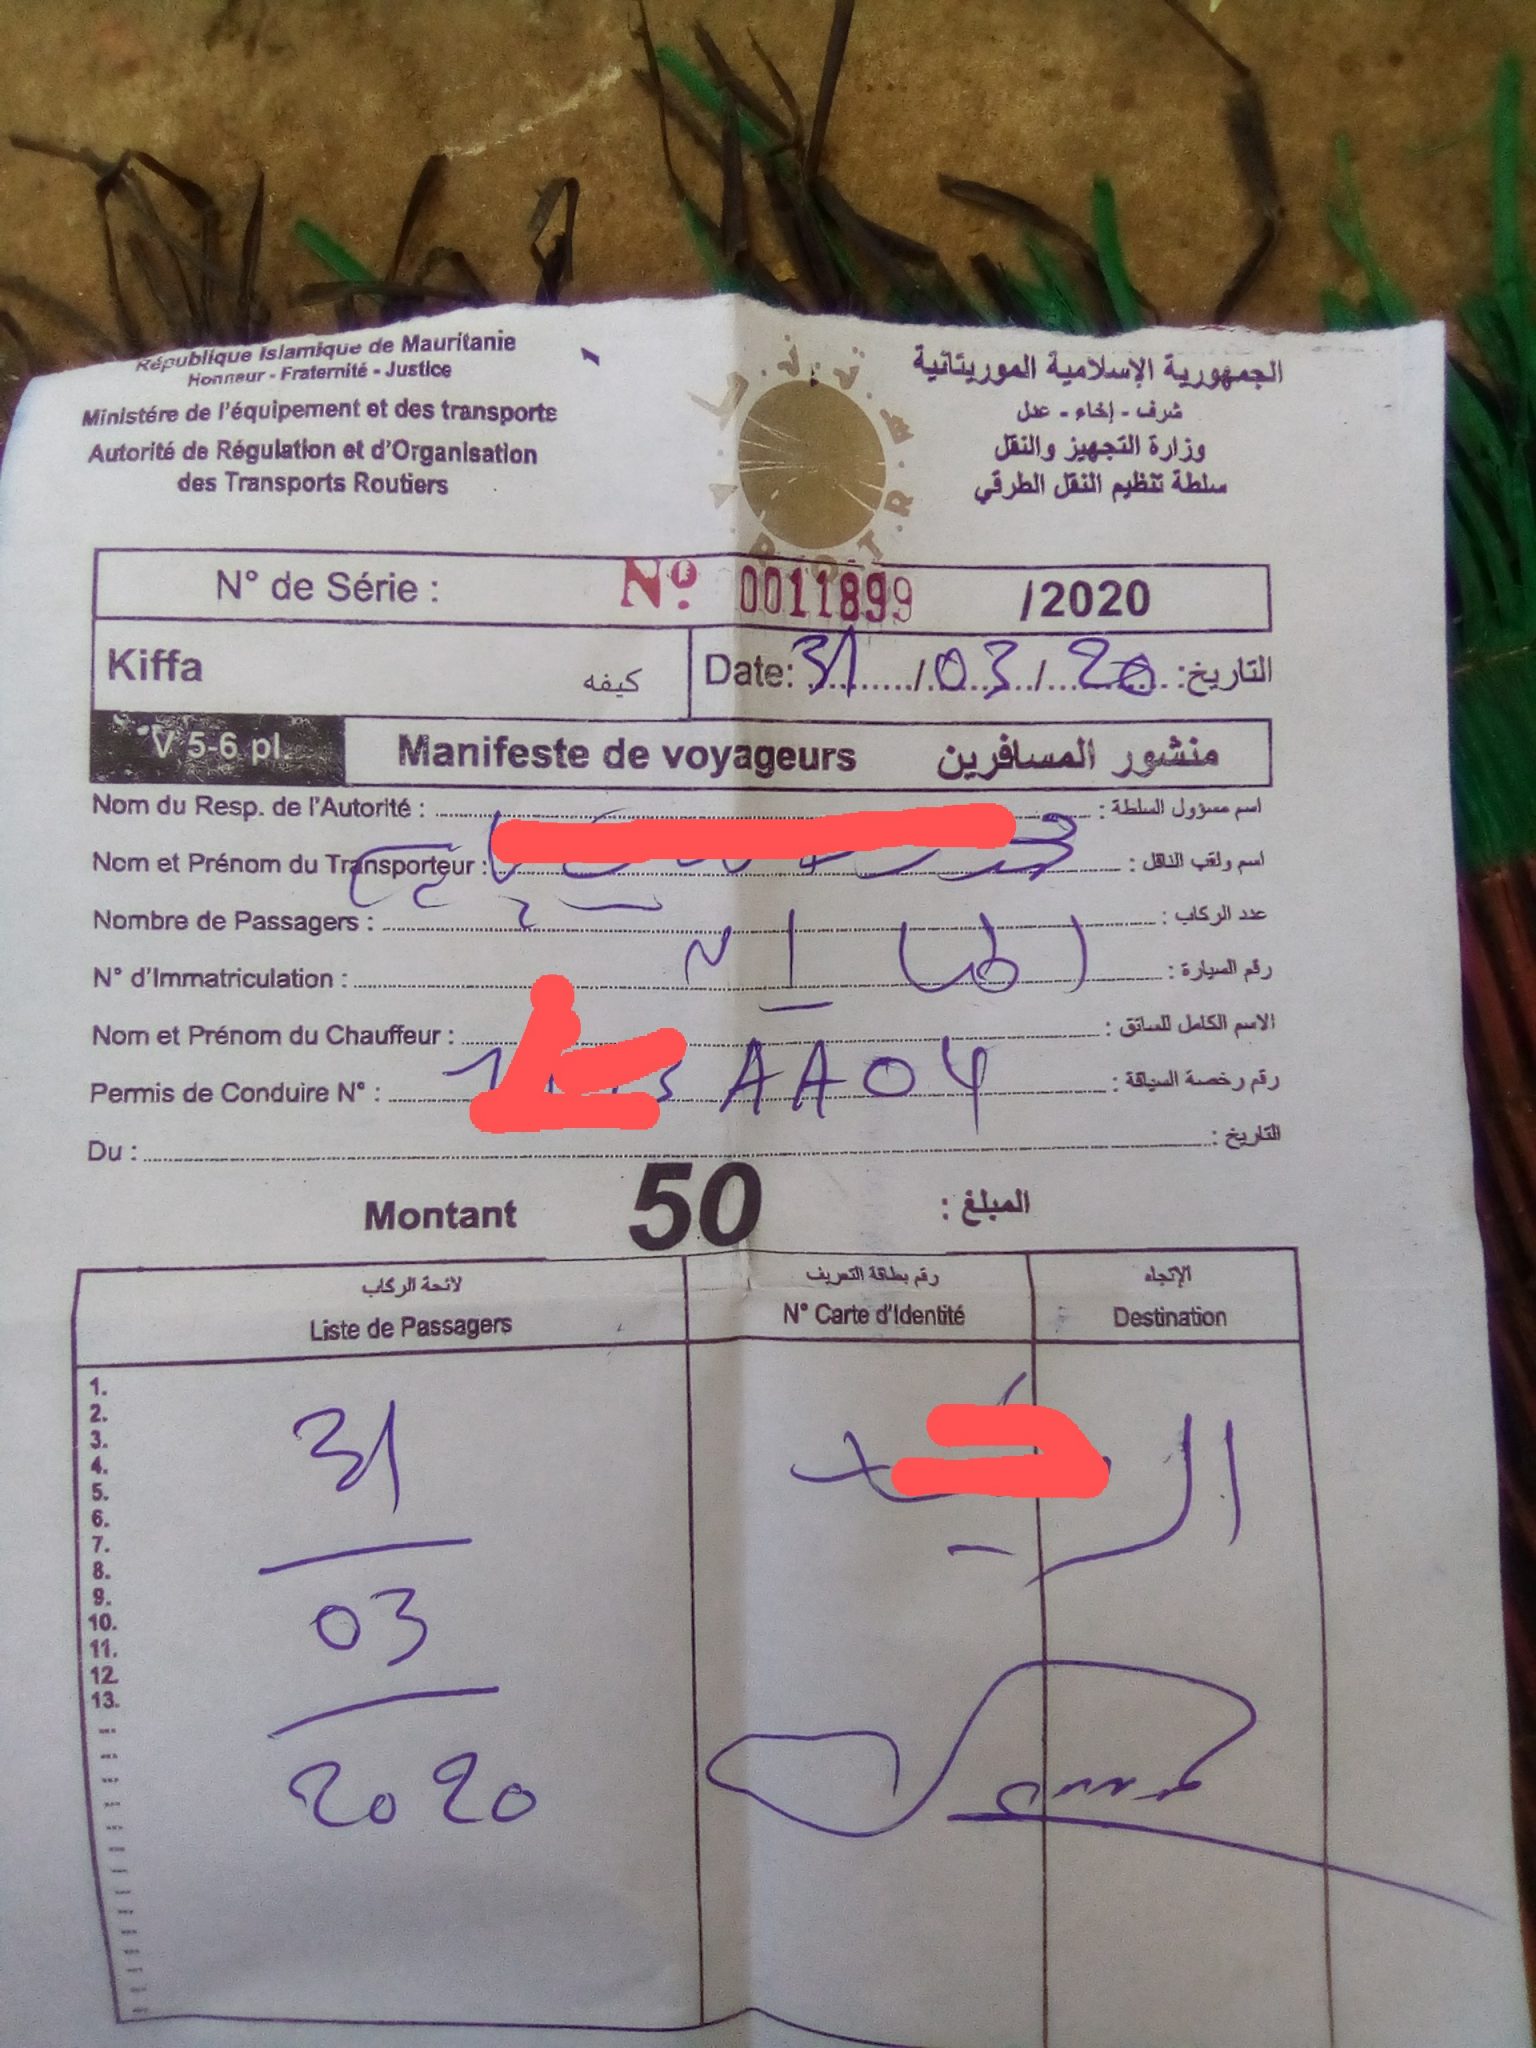 République Islamique de Mauritanie
Honneur - Fraternité - Justice
Ministére de l'équipement et des transports
Autorité de Régulation et d'Organisation
des Transports Routiers
الجمهورية الإسلامية الموريتانية
شرف - إخاء - عدل
وزارة التجهيز والنقل
سلطة تنظيم النقل الطرقي
N° de Série : Nº 0011899 /2020
Kiffa كيفه Date: 31/03/2020 التاريخ:
V 5-6 pl. Manifeste de voyageurs منشور المسافرين
Nom du Resp. de l'Autorité : اسم مسؤول السلطة :
Nom et Prénom du Transporteur : اسم ولقب الناقل :
Nombre de Passagers : عدد الركاب :
N° d'Immatriculation : رقم السيارة :
Nom et Prénom du Chauffeur : الاسم الكامل للسائق :
Permis de Conduire N° : AA04 رقم رخصة السياقة :
Du : التاريخ :
Montant 50 المبلغ :
لائحة الركاب رقم بطاقة التعريف الإتجاه
Liste de Passagers N° Carte d'Identité Destination
1.
2.
3.
4.
5.
6.
7.
8.
9.
10.
11.
12.
13.
31
03
2020